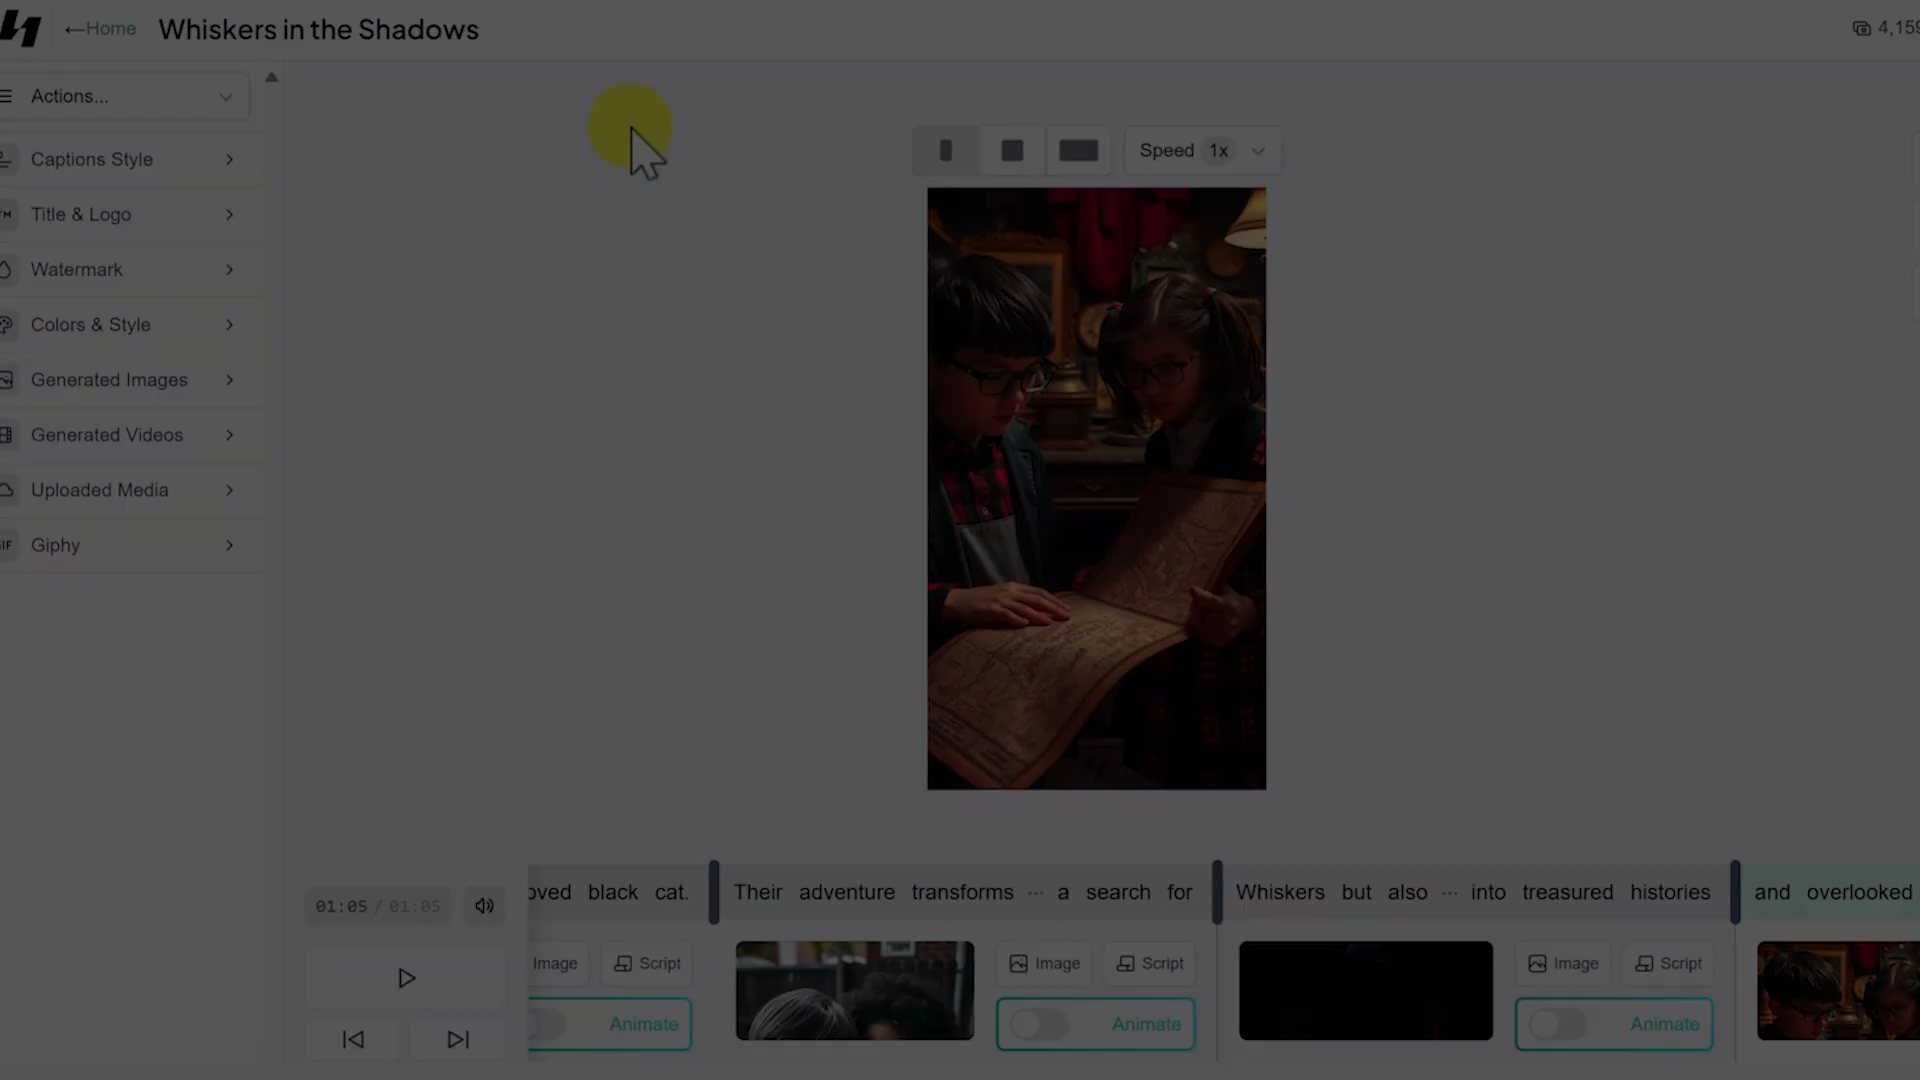 ←Home Whiskers in the Shadows
Actions...
Speed 1x
Captions Style
Title & Logo
Watermark
Colors & Style
Generated Images
Generated Videos
Uploaded Media
Giphy
black cat. Their adventure transforms ... a search for Whiskers but also ... into treasured histories and overlooked
01:05 / 01:05
Image Script Image Script Image Script
Animate Animate Animate